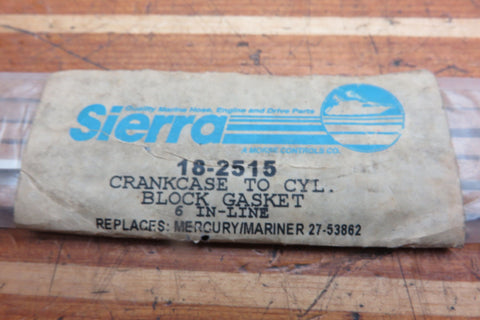 Quality Marine Hose, Engine and Drive Parts
Sierra
A MORSE CONTROLS CO.
18-2515
CRANKCASE TO CYL.
BLOCK GASKET
6 IN-LINE
REPLACES: MERCURY/MARINER 27-53862